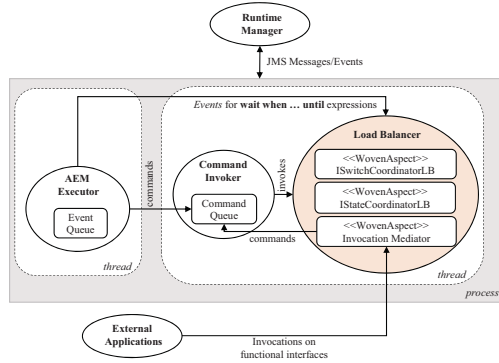 Runtime
Manager
JMS Messages/Events
Events for wait when ... until expressions
AEM
Executor
Event
Queue
thread
commands
Command
Invoker
Command
Queue
invokes
commands
Load Balancer
<<WovenAspect>>
ISwitchCoordinatorLB
<<WovenAspect>>
IStateCoordinatorLB
<<WovenAspect>>
Invocation Mediator
thread
process
External
Applications
Invocations on
functional interfaces